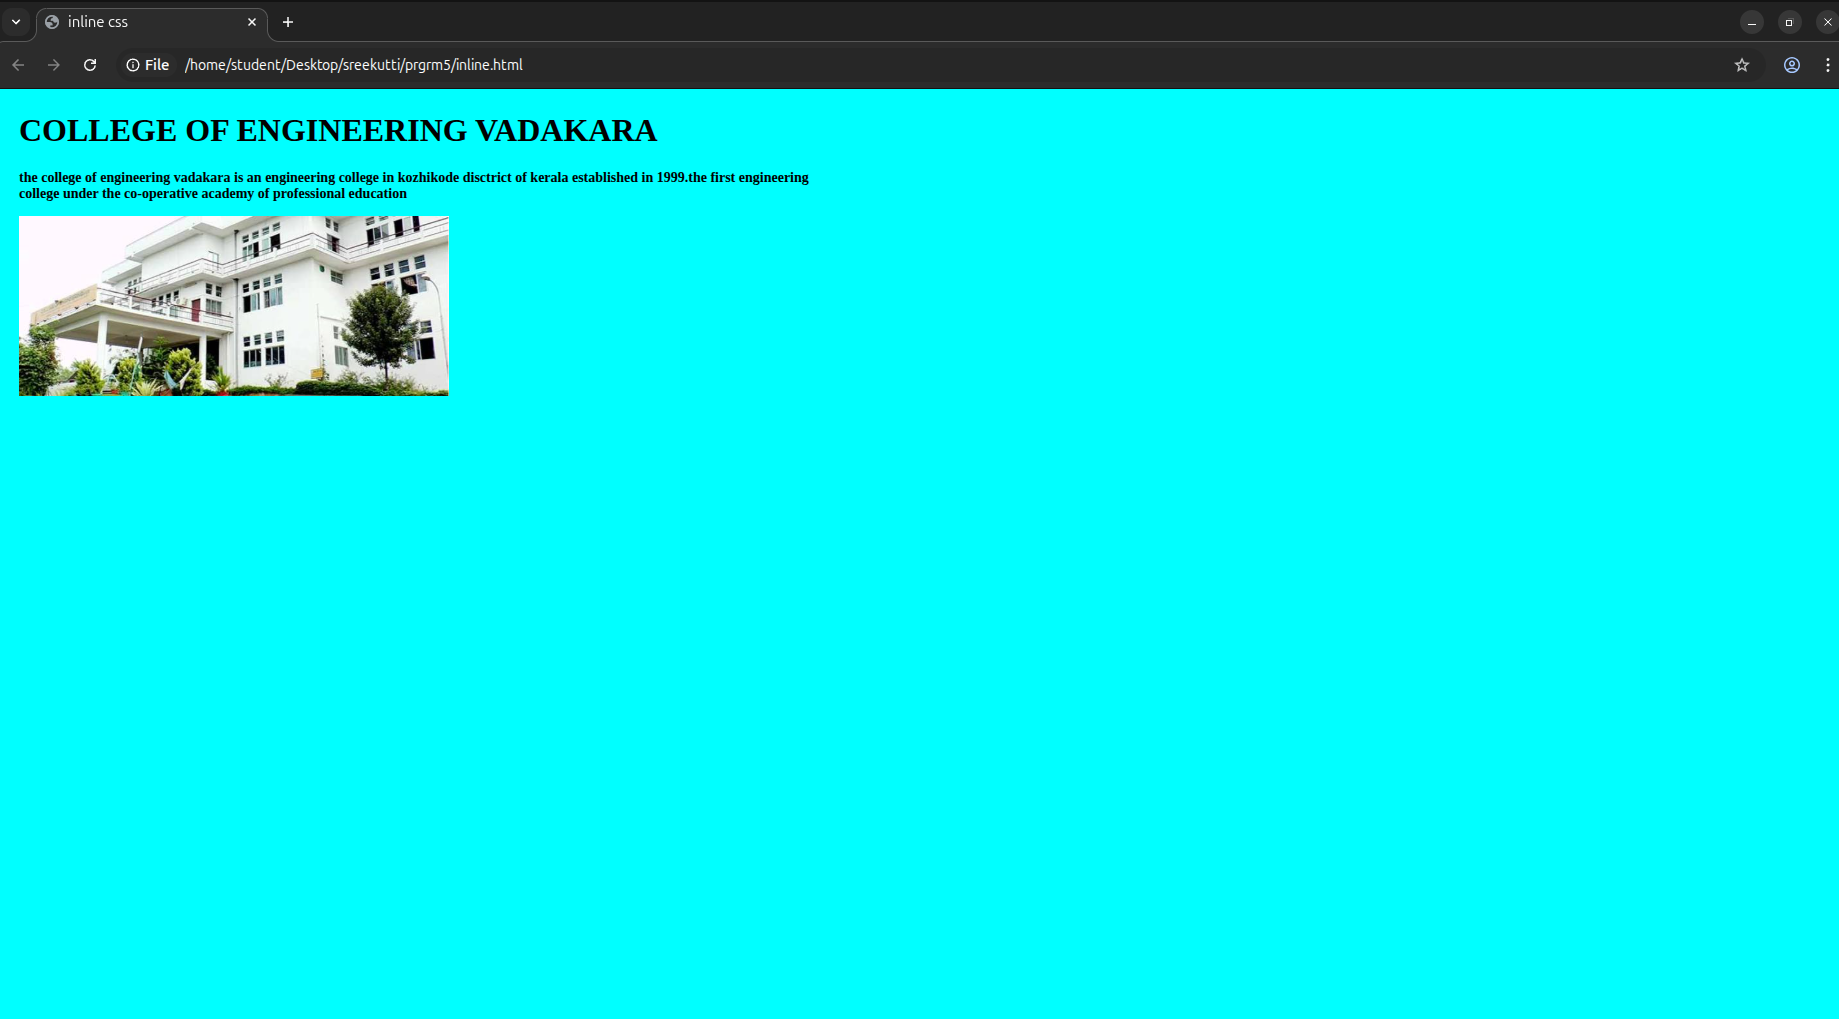 inline css
File /home/student/Desktop/sreekutti/prgrm5/inline.html
COLLEGE OF ENGINEERING VADAKARA
the college of engineering vadakara is an engineering college in kozhikode disctrict of kerala established in 1999.the first engineering
college under the co-operative academy of professional education